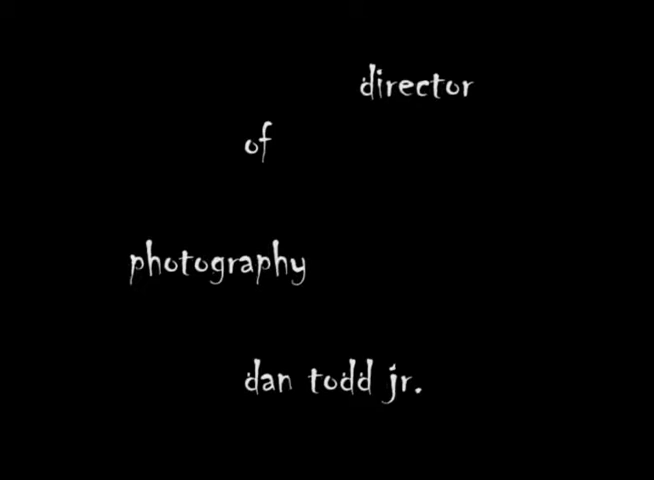 director
of
photography
dan todd jr.